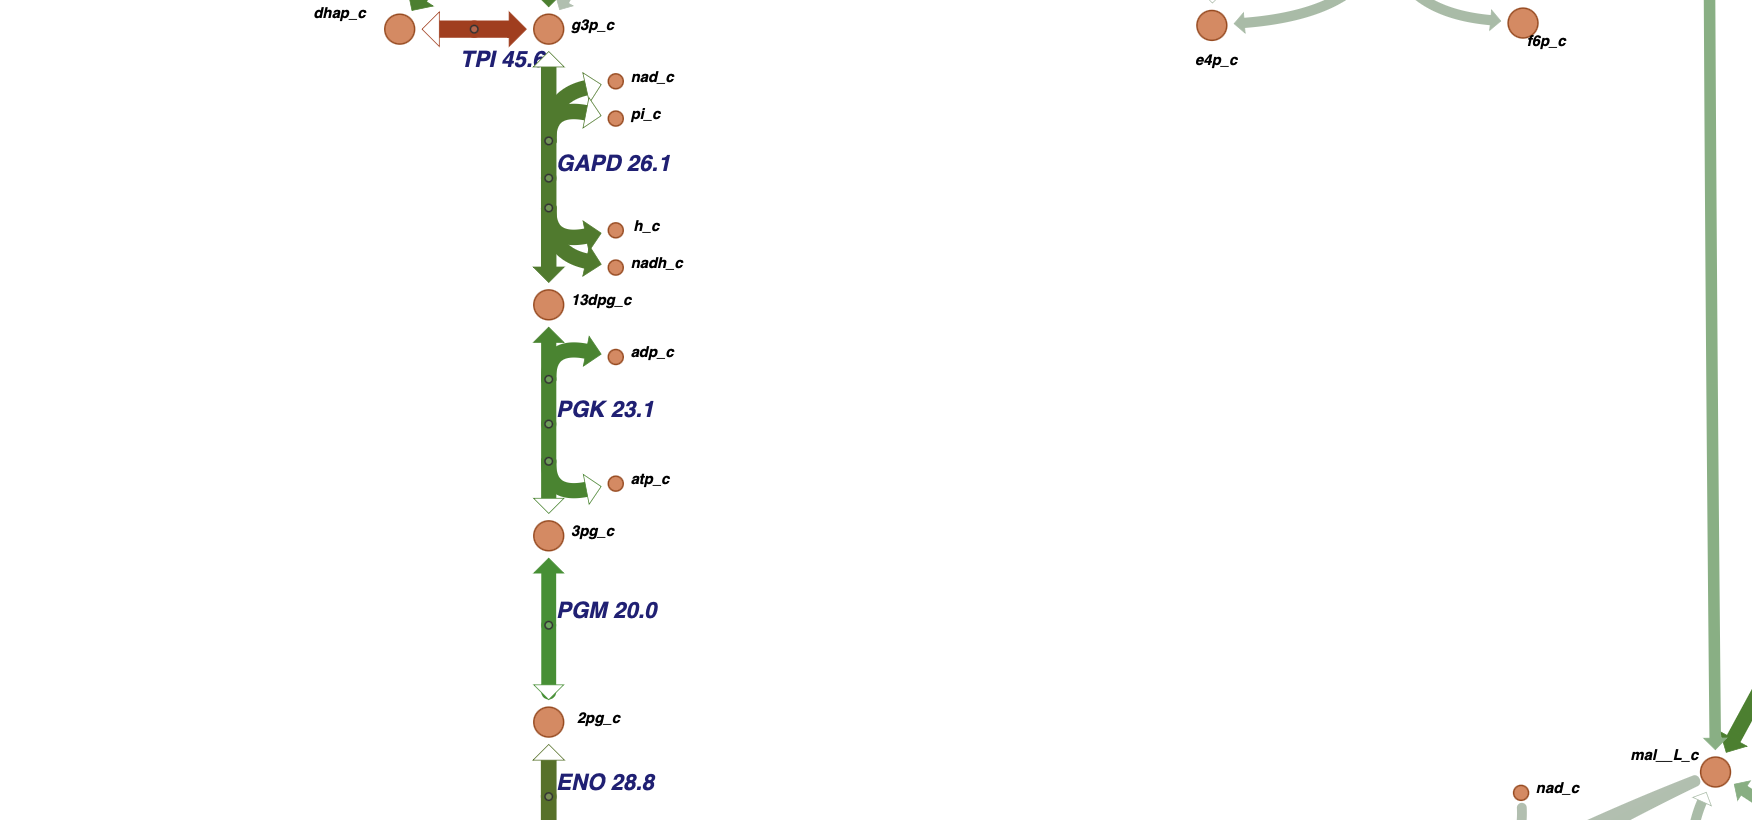 dhap_c
g3p_c
TPI 45.6
nad_c
pi_c
GAPD 26.1
h_c
nadh_c
13dpg_c
adp_c
PGK 23.1
atp_c
3pg_c
PGM 20.0
2pg_c
ENO 28.8
e4p_c
f6p_c
mal__L_c
nad_c